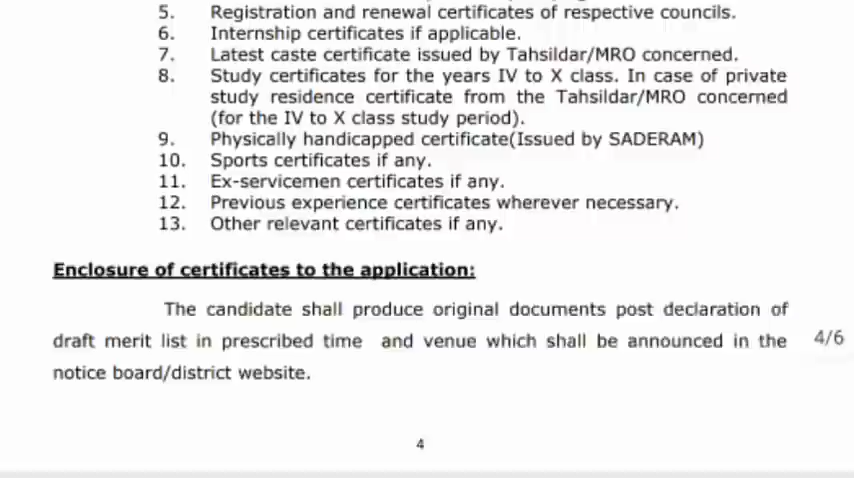 5. Registration and renewal certificates of respective councils.
6. Internship certificates if applicable.
7. Latest caste certificate issued by Tahsildar/MRO concerned.
8. Study certificates for the years IV to X class. In case of private
study residence certificate from the Tahsildar/MRO concerned
(for the IV to X class study period).
9. Physically handicapped certificate(Issued by SADERAM)
10. Sports certificates if any.
11. Ex-servicemen certificates if any.
12. Previous experience certificates wherever necessary.
13. Other relevant certificates if any.
Enclosure of certificates to the application:
The candidate shall produce original documents post declaration of
draft merit list in prescribed time and venue which shall be announced in the
notice board/district website.
4/6
4